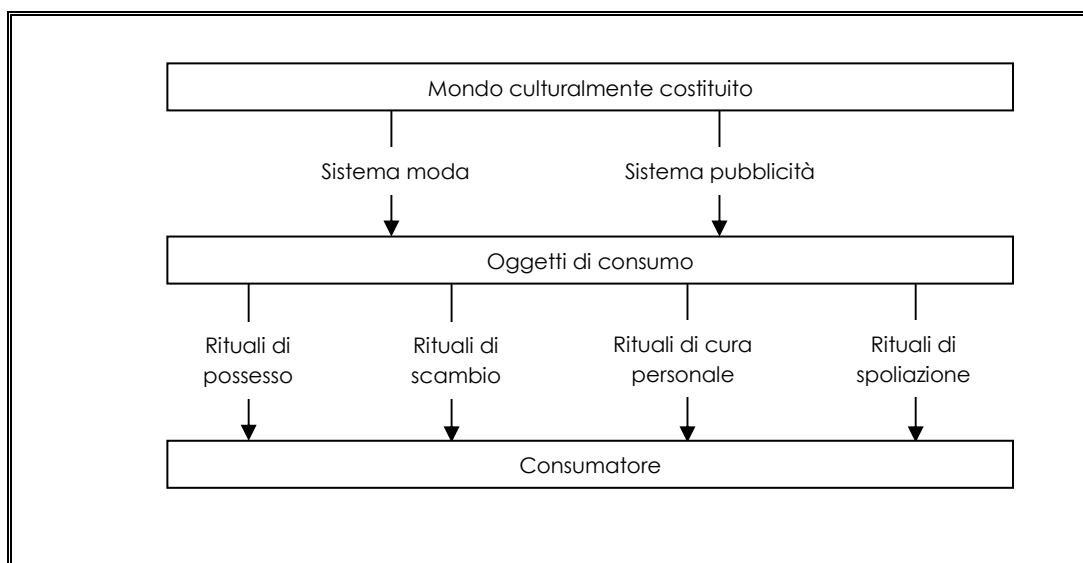 Mondo culturalmente costituito
Sistema moda
Sistema pubblicità
Oggetti di consumo
Rituali di
possesso
Rituali di
scambio
Rituali di cura
personale
Rituali di
spoliazione
Consumatore